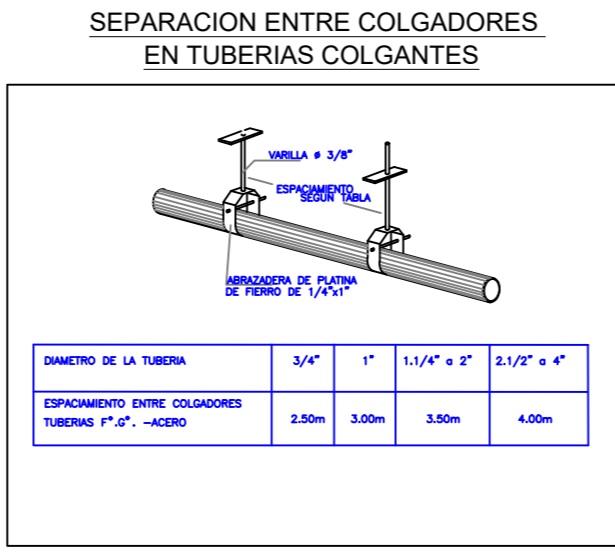 SEPARACION ENTRE COLGADORES
EN TUBERIAS COLGANTES
VARILLA ø 3/8"
ESPACIAMIENTO
SEGUN TABLA
ABRAZADERA DE PLATINA
DE FIERRO DE 1/4"x1"
DIAMETRO DE LA TUBERIA 3/4" 1" 1.1/4" a 2" 2.1/2" a 4"
ESPACIAMIENTO ENTRE COLGADORES
TUBERIAS F°.G°. -ACERO 2.50m 3.00m 3.50m 4.00m